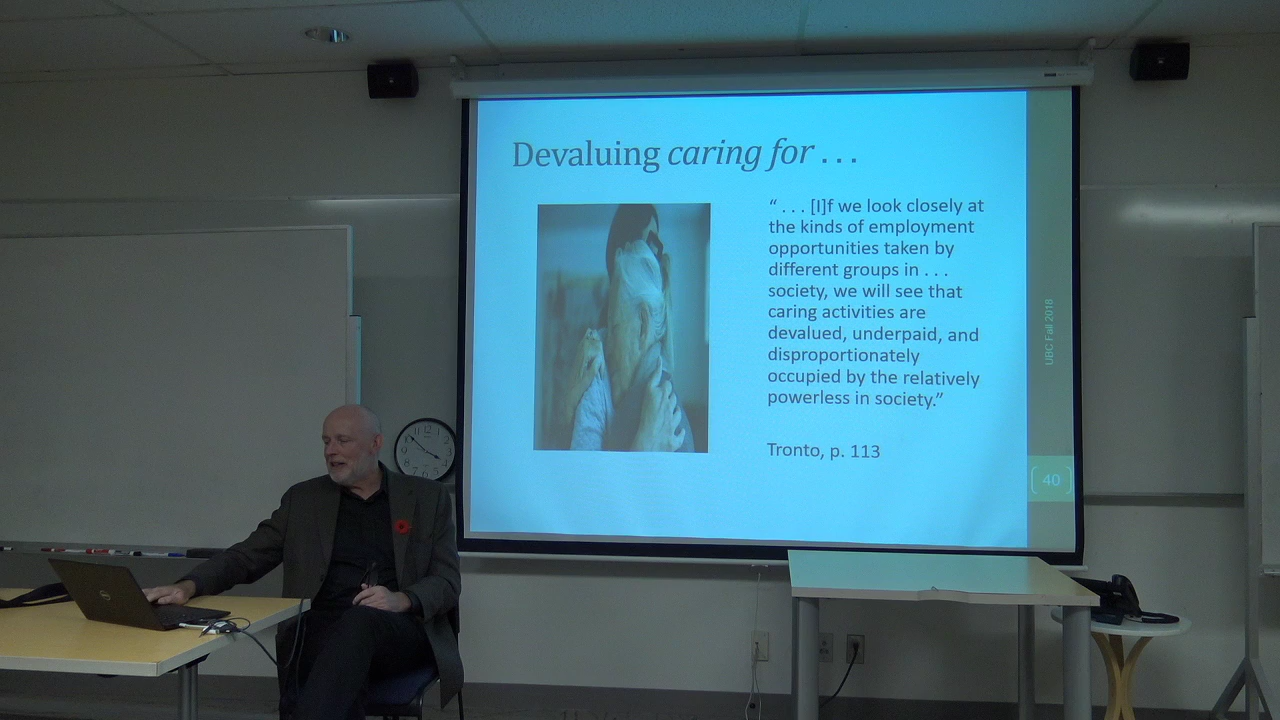 Devaluing caring for . . .
“ . . . [I]f we look closely at
the kinds of employment
opportunities taken by
different groups in . . .
society, we will see that
caring activities are
devalued, underpaid, and
disproportionately
occupied by the relatively
powerless in society.”
Tronto, p. 113
UBC Fall 2018
40